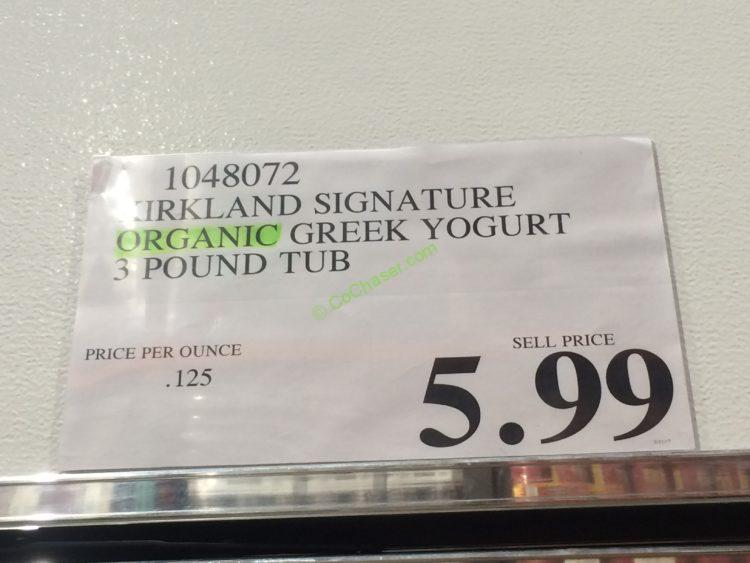 1048072
KIRKLAND SIGNATURE
ORGANIC GREEK YOGURT
3 POUND TUB
© CoChaser.com
PRICE PER OUNCE
.125
SELL PRICE
5.99